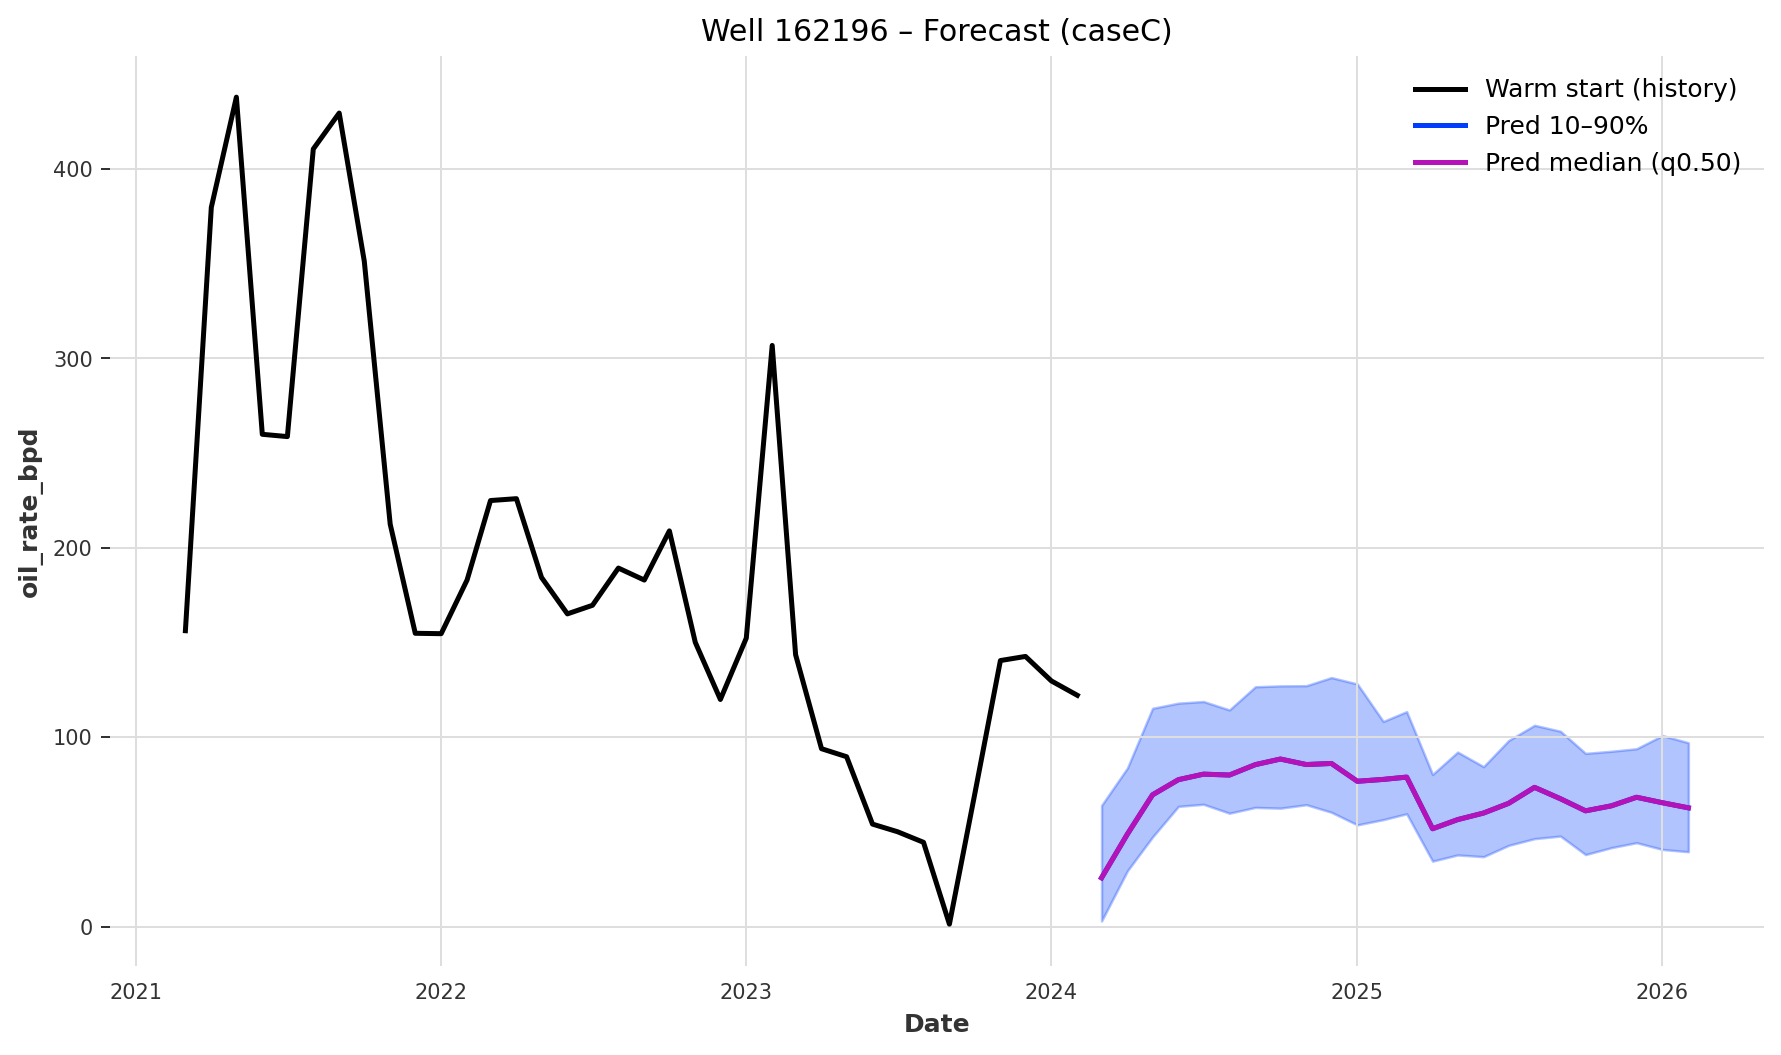 Well 162196 – Forecast (caseC)
Warm start (history)
Pred 10–90%
Pred median (q0.50)
oil_rate_bpd
400
300
200
100
0
2021
2022
2023
2024
2025
2026
Date